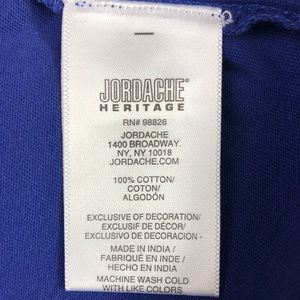 JORDACHE
HERITAGE
RN# 98826
JORDACHE
1400 BROADWAY.
NY, NY 10018
JORDACHE.COM
100% COTTON/
COTON/
ALGODÓN
EXCLUSIVE OF DECORATION/
EXCLUSIF DE DÉCOR/
EXCLUSIVO DE DECORACION -
MADE IN INDIA/
FABRIQUÉ EN INDE/
HECHO EN INDIA
MACHINE WASH COLD
WITH LIKE COLORS